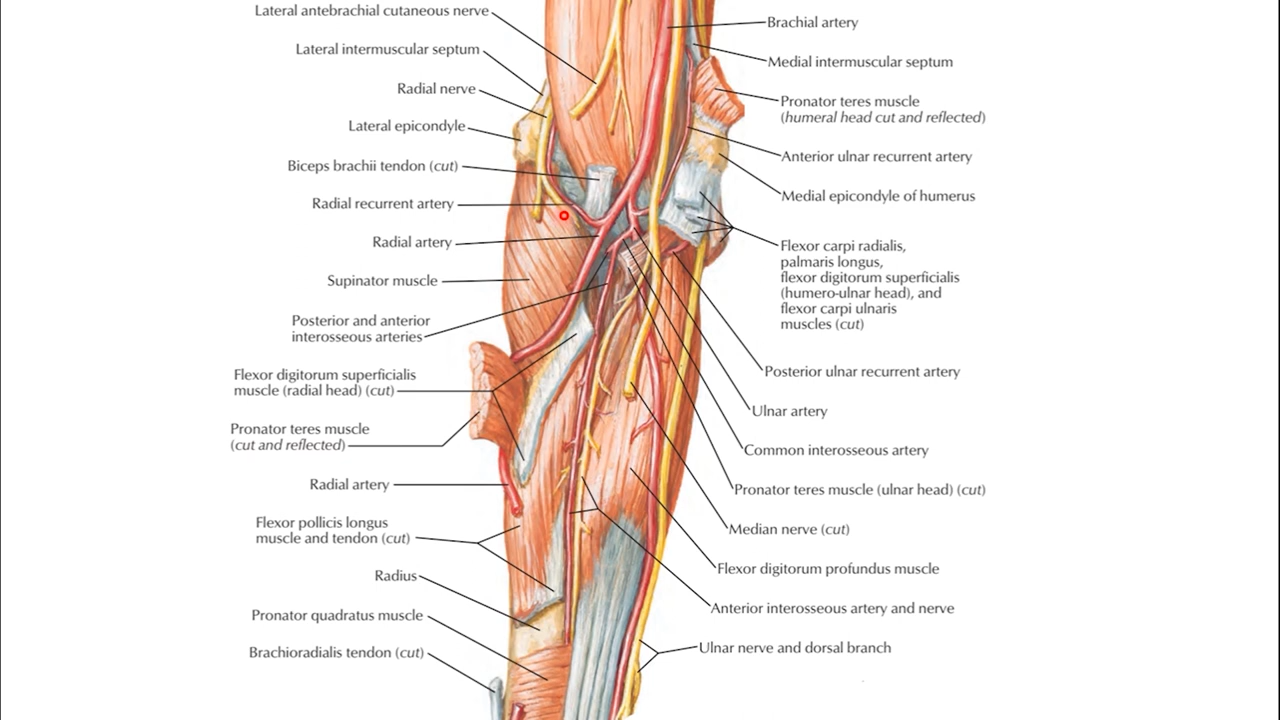 Lateral antebrachial cutaneous nerve
Lateral intermuscular septum
Radial nerve
Lateral epicondyle
Biceps brachii tendon (cut)
Radial recurrent artery
Radial artery
Supinator muscle
Posterior and anterior
interosseous arteries
Flexor digitorum superficialis
muscle (radial head) (cut)
Pronator teres muscle
(cut and reflected)
Radial artery
Flexor pollicis longus
muscle and tendon (cut)
Radius
Pronator quadratus muscle
Brachioradialis tendon (cut)
Brachial artery
Medial intermuscular septum
Pronator teres muscle
(humeral head cut and reflected)
Anterior ulnar recurrent artery
Medial epicondyle of humerus
Flexor carpi radialis,
palmaris longus,
flexor digitorum superficialis
(humero-ulnar head), and
flexor carpi ulnaris
muscles (cut)
Posterior ulnar recurrent artery
Ulnar artery
Common interosseous artery
Pronator teres muscle (ulnar head) (cut)
Median nerve (cut)
Flexor digitorum profundus muscle
Anterior interosseous artery and nerve
Ulnar nerve and dorsal branch